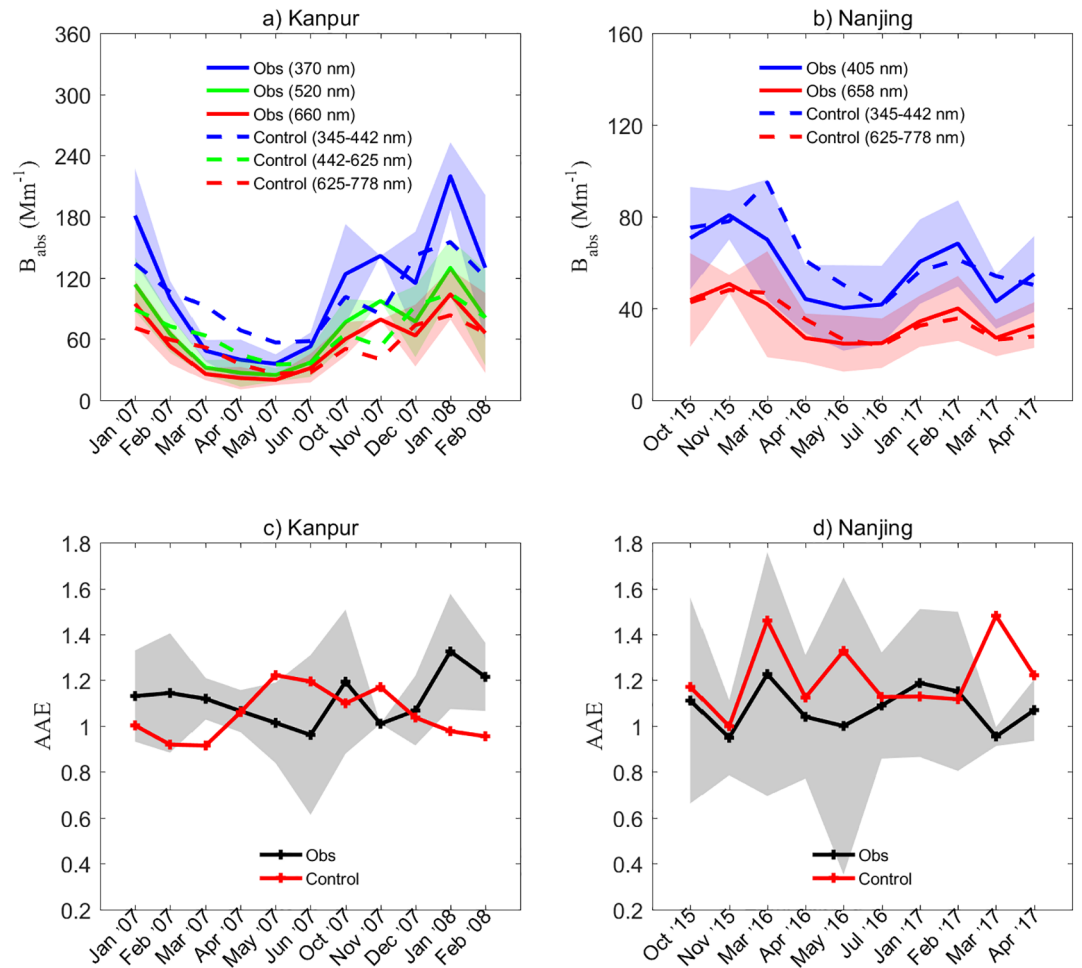 a) Kanpur
360
300
240
180
120
60
0
B_abs (Mm^-1)
Obs (370 nm)
Obs (520 nm)
Obs (660 nm)
Control (345-442 nm)
Control (442-625 nm)
Control (625-778 nm)
Jan '07
Feb '07
Mar '07
Apr '07
May '07
Jun '07
Oct '07
Nov '07
Dec '07
Jan '08
Feb '08
b) Nanjing
160
120
80
40
0
B_abs (Mm^-1)
Obs (405 nm)
Obs (658 nm)
Control (345-442 nm)
Control (625-778 nm)
Oct '15
Nov '15
Mar '16
Apr '16
May '16
Jul '16
Jan '17
Feb '17
Mar '17
Apr '17
c) Kanpur
1.8
1.6
1.4
1.2
1
0.8
0.6
0.4
0.2
AAE
Obs
Control
Jan '07
Feb '07
Mar '07
Apr '07
May '07
Jun '07
Oct '07
Nov '07
Dec '07
Jan '08
Feb '08
d) Nanjing
1.8
1.6
1.4
1.2
1
0.8
0.6
0.4
0.2
AAE
Obs
Control
Oct '15
Nov '15
Mar '16
Apr '16
May '16
Jul '16
Jan '17
Feb '17
Mar '17
Apr '17